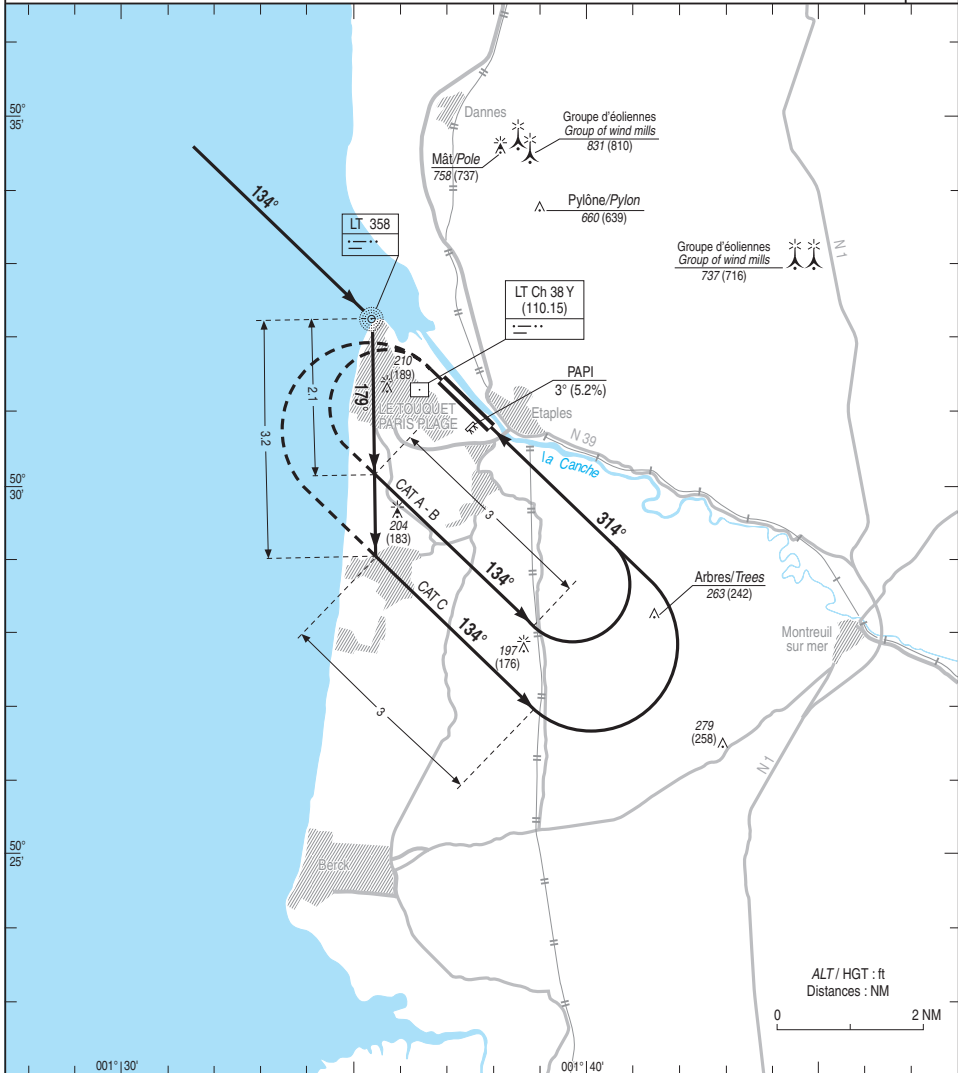 50°
35'
Dannes
Groupe d'éoliennes
Group of wind mills
831 (810)
Mât/Pole
758 (737)
Pylône/Pylon
660 (639)
134°
LT 358
Groupe d'éoliennes
Group of wind mills
737 (716)
N 1
LT Ch 38 Y
(110.15)
210
(189)
PAPI
3° (5.2%)
179°
2.1
3.2
LE TOUQUET
PARIS PLAGE
Etaples
N 39
la Canche
50°
30'
CAT A - B
204
(183)
3
314°
134°
CAT C
134°
Arbres/Trees
263 (242)
197
(176)
Montreuil
sur mer
3
279
(258)
N 1
50°
25'
Berck
ALT / HGT : ft
Distances : NM
0
2 NM
001° 30'
001° 40'